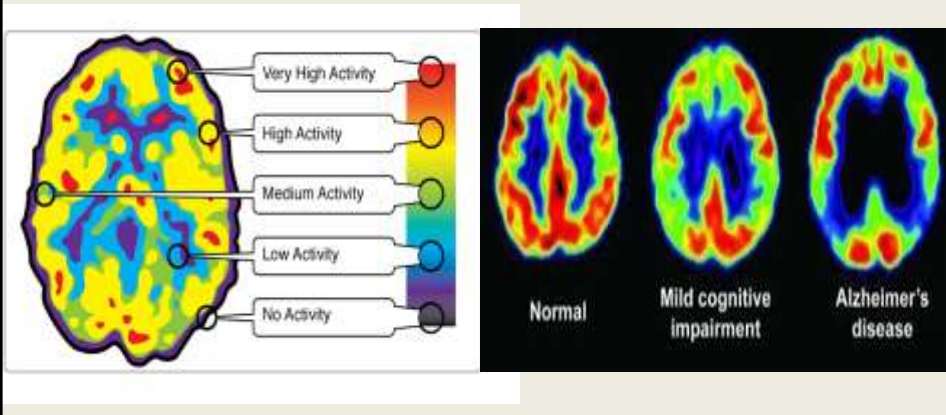 Very High Activity
High Activity
Medium Activity
Low Activity
No Activity
Normal
Mild cognitive
impairment
Alzheimer's
disease